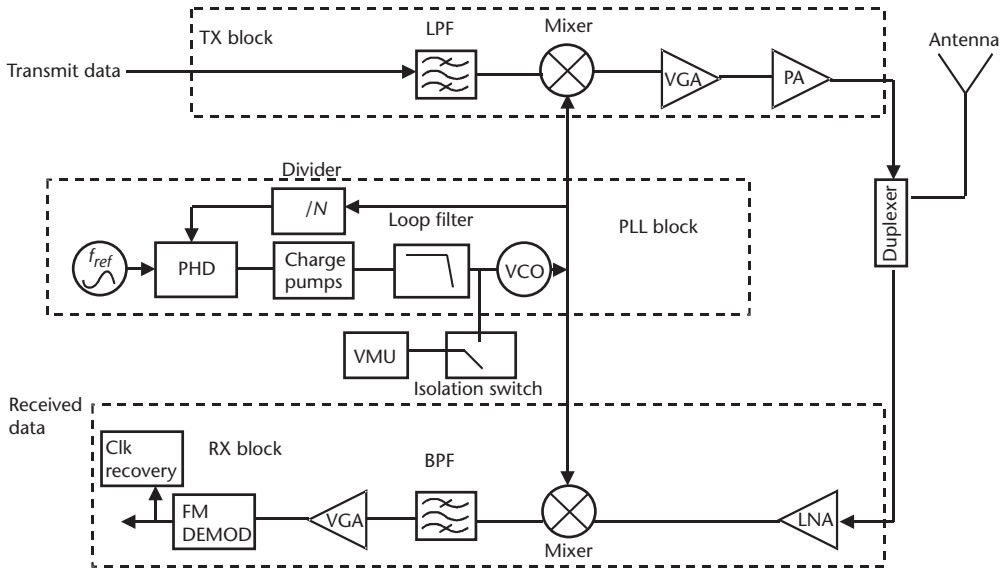 TX block
LPF
Mixer
Antenna
Transmit data
VGA
PA
Divider
/N
Loop filter
PLL block
Duplexer
fref
PHD
Charge
pumps
VCO
VMU
Isolation switch
Received
data
RX block
Clk
recovery
BPF
FM
DEMOD
VGA
Mixer
LNA